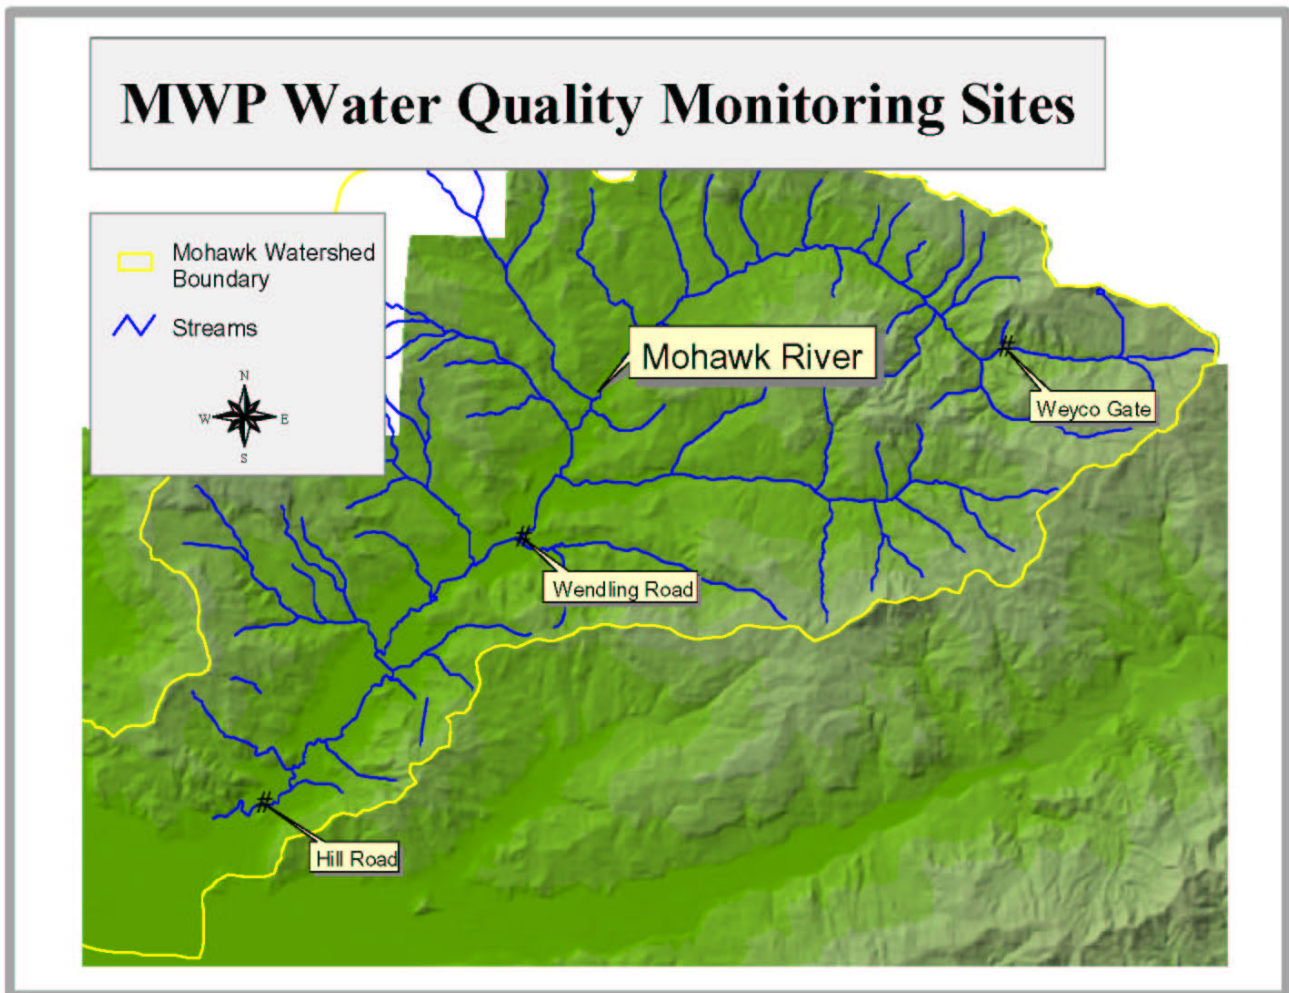 MWP Water Quality Monitoring Sites
Mohawk Watershed
Boundary
Streams
N
W
E
S
Mohawk River
#
Weyco Gate
#
Wendling Road
#
Hill Road